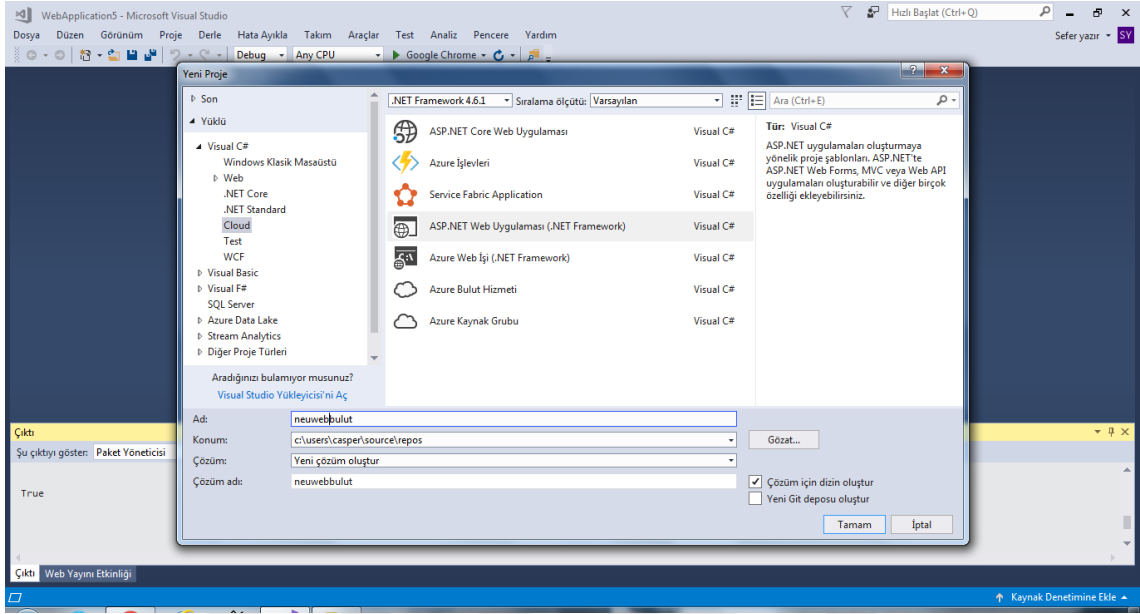 WebApplication5 - Microsoft Visual Studio
Hızlı Başlat (Ctrl+Q)
Dosya Düzen Görünüm Proje Derle Hata Ayıkla Takım Araçlar Test Analiz Pencere Yardım
Sefer yazır SY
Debug Any CPU Google Chrome
Yeni Proje
Son
.NET Framework 4.6.1 Sıralama ölçütü: Varsayılan
Ara (Ctrl+E)
Yüklü
Visual C#
Windows Klasik Masaüstü
Web
.NET Core
.NET Standard
Cloud
Test
WCF
Visual Basic
Visual F#
SQL Server
Azure Data Lake
Stream Analytics
Diğer Proje Türleri
Aradığınızı bulamıyor musunuz?
Visual Studio Yükleyicisi'ni Aç
ASP.NET Core Web Uygulaması Visual C#
Azure İşlevleri Visual C#
Service Fabric Application Visual C#
ASP.NET Web Uygulaması (.NET Framework) Visual C#
Azure Web İşi (.NET Framework) Visual C#
Azure Bulut Hizmeti Visual C#
Azure Kaynak Grubu Visual C#
Tür: Visual C#
ASP.NET uygulamaları oluşturmaya
yönelik proje şablonları. ASP.NET'te
ASP.NET Web Forms, MVC veya Web API
uygulamaları oluşturabilir ve diğer birçok
özelliği ekleyebilirsiniz.
Ad: neuwebbulut
Konum: c:\users\casper\source\repos Gözat...
Çözüm: Yeni çözüm oluştur
Çözüm adı: neuwebbulut
Çözüm için dizin oluştur
Yeni Git deposu oluştur
Tamam İptal
Çıktı
Şu çıktıyı göster: Paket Yöneticisi
True
Çıktı Web Yayını Etkinliği
Kaynak Denetimine Ekle